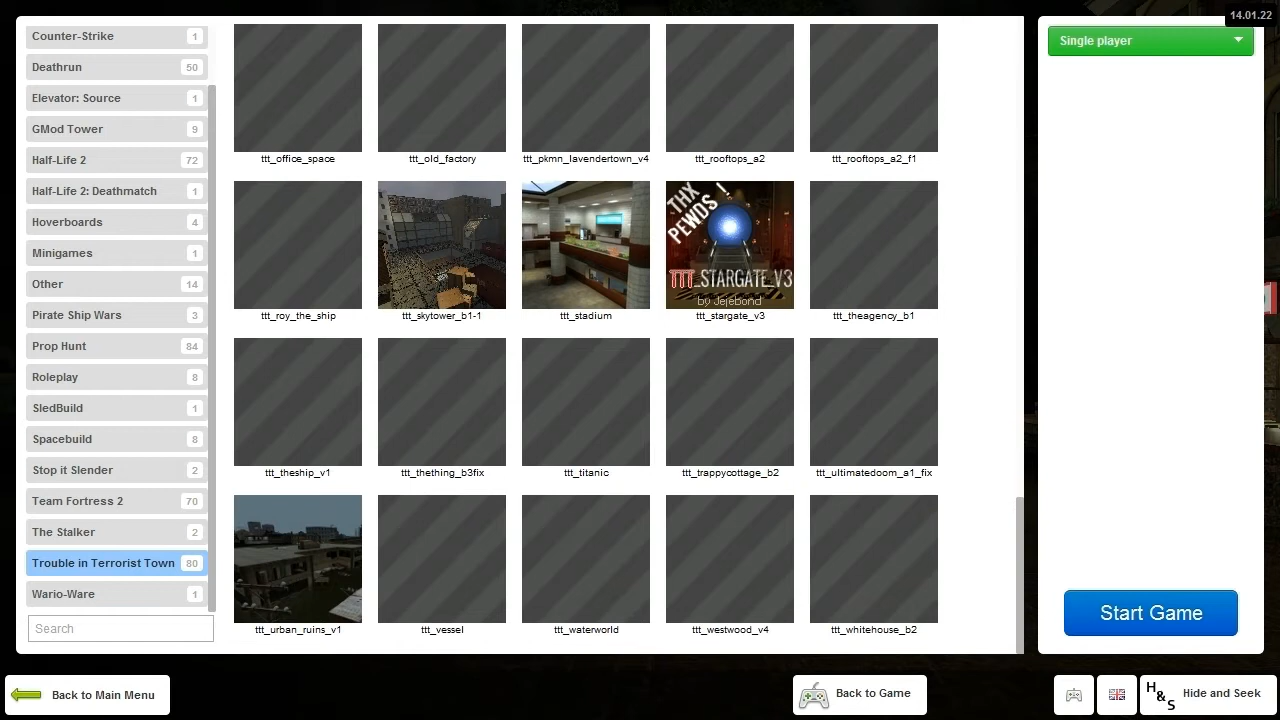 14.01.22
Counter-Strike 1
Deathrun 50
Elevator: Source 1
GMod Tower 9
Half-Life 2 72
Half-Life 2: Deathmatch 1
Hoverboards 4
Minigames 1
Other 14
Pirate Ship Wars 3
Prop Hunt 84
Roleplay 8
SledBuild 1
Spacebuild 8
Stop it Slender 2
Team Fortress 2 70
The Stalker 2
Trouble in Terrorist Town 80
Wario-Ware 1
Search
ttt_office_space
ttt_old_factory
ttt_pkmn_lavendertown_v4
ttt_rooftops_a2
ttt_rooftops_a2_f1
THX
PEWDS !
TTT_STARGATE_V3
by Jejebond
ttt_roy_the_ship
ttt_skytower_b1-1
ttt_stadium
ttt_stargate_v3
ttt_theagency_b1
ttt_theship_v1
ttt_thething_b3fix
ttt_titanic
ttt_trappycottage_b2
ttt_ultimatedoom_a1_fix
ttt_urban_ruins_v1
ttt_vessel
ttt_waterworld
ttt_westwood_v4
ttt_whitehouse_b2
Single player
Start Game
Back to Main Menu
Back to Game
H&S
Hide and Seek